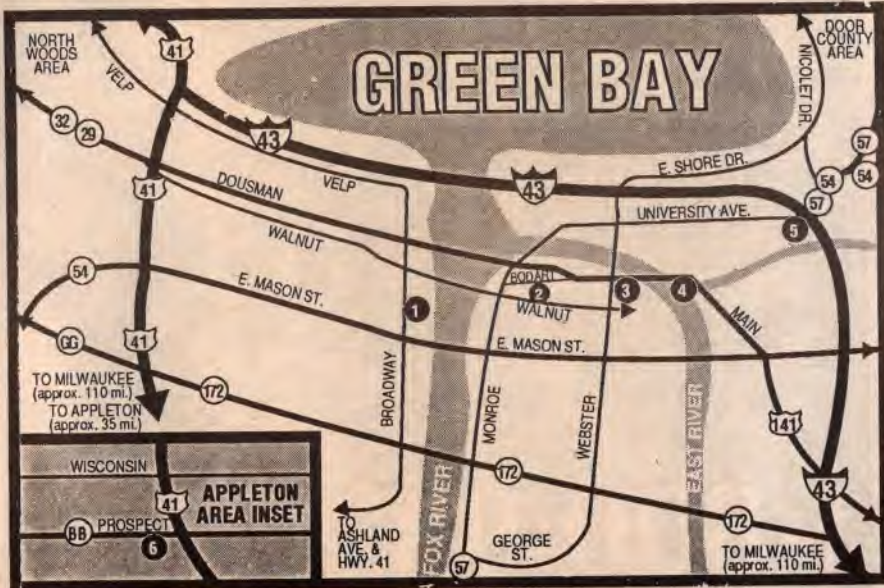 NORTH
WOODS
AREA
41
VELP
GREEN BAY
NICOLET DR.
DOOR
COUNTY
AREA
32
29
43
VELP
41
DOUSMAN
WALNUT
43
E. SHORE DR.
UNIVERSITY AVE.
57
54
54
57
5
54
E. MASON ST.
1
BODART
2
WALNUT
3
4
MAIN
E. MASON ST.
GG
41
TO MILWAUKEE
(approx. 110 mi.)
TO APPLETON
(approx. 35 mi.)
172
BROADWAY
FOX RIVER
MONROE
WEBSTER
EAST RIVER
141
172
43
172
TO MILWAUKEE
(approx. 110 mi.)
WISCONSIN
41
APPLETON
AREA INSET
BB
PROSPECT
6
TO
ASHLAND
AVE. &
HWY. 41
57
GEORGE
ST.